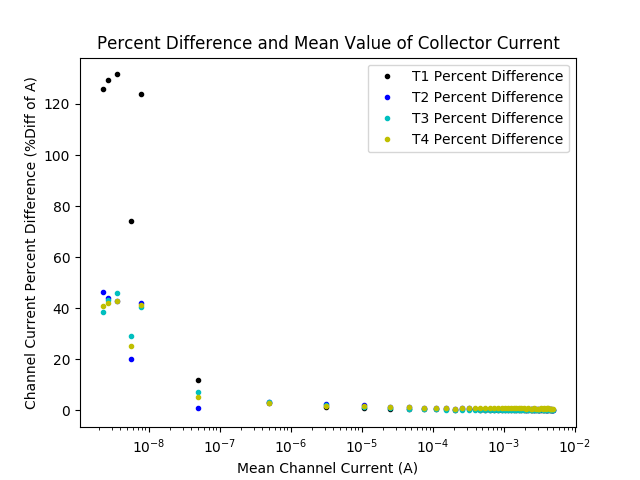 Percent Difference and Mean Value of Collector Current
T1 Percent Difference
T2 Percent Difference
T3 Percent Difference
T4 Percent Difference
Channel Current Percent Difference (%Diff of A)
120
100
80
60
40
20
0
10⁻⁸ 10⁻⁷ 10⁻⁶ 10⁻⁵ 10⁻⁴ 10⁻³ 10⁻²
Mean Channel Current (A)